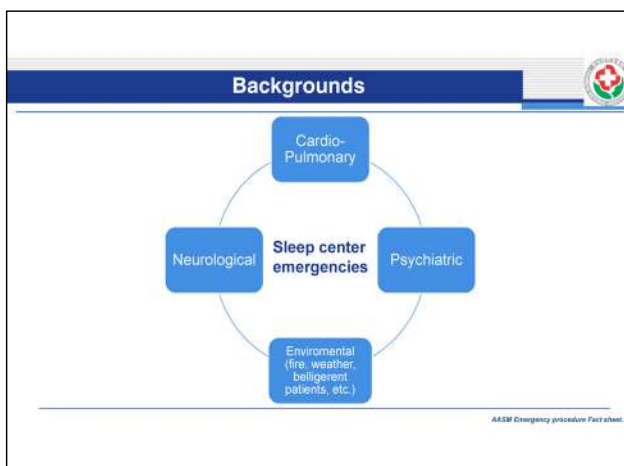 Backgrounds
Cardio-
Pulmonary
Neurological
Sleep center
emergencies
Psychiatric
Enviromental
(fire, weather,
belligerent
patients, etc.)
AASM Emergency procedure Fact sheet.